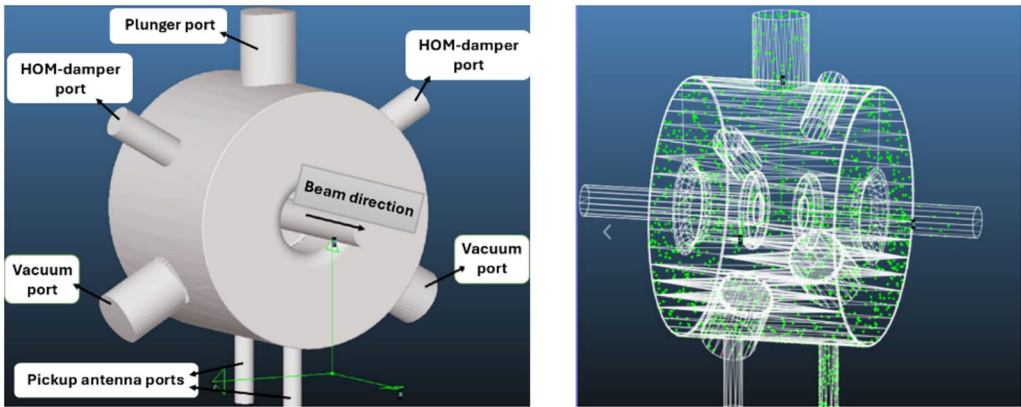 Plunger port
HOM-damper
port
HOM-damper
port
Beam direction
Vacuum
port
Vacuum
port
Pickup antenna ports